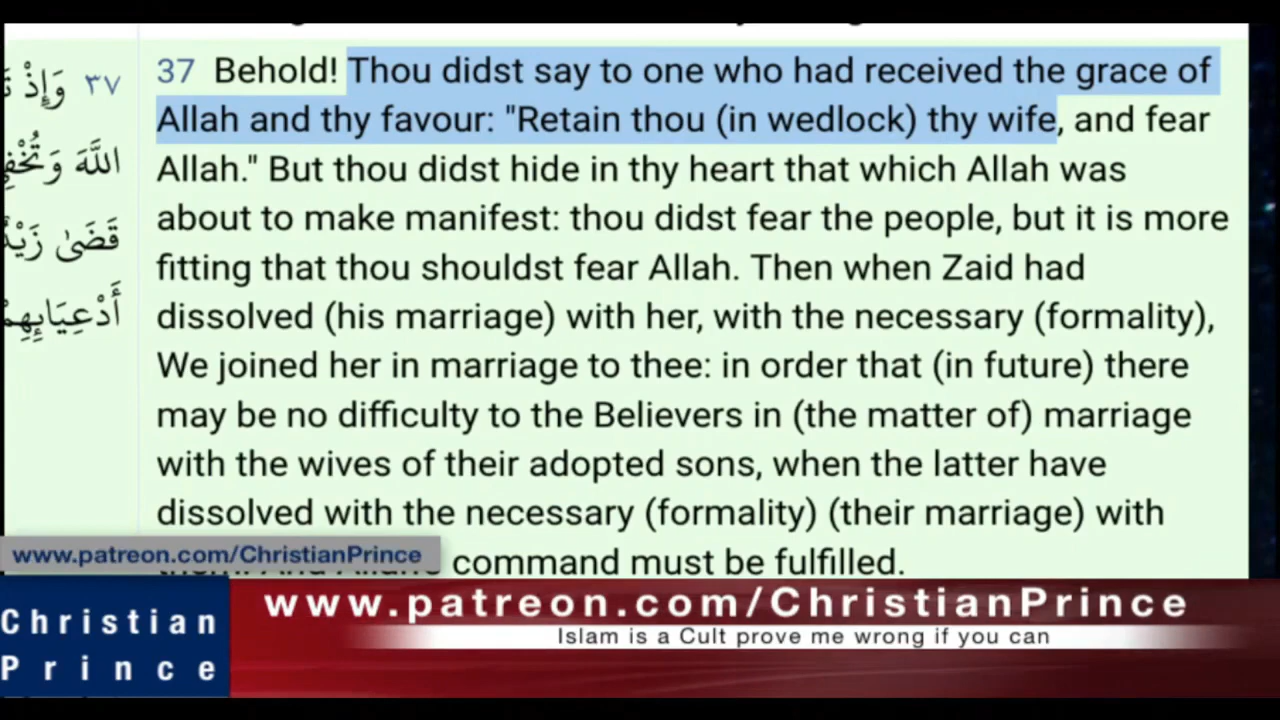 37 Behold! Thou didst say to one who had received the grace of
Allah and thy favour: "Retain thou (in wedlock) thy wife, and fear
Allah." But thou didst hide in thy heart that which Allah was
about to make manifest: thou didst fear the people, but it is more
fitting that thou shouldst fear Allah. Then when Zaid had
dissolved (his marriage) with her, with the necessary (formality),
We joined her in marriage to thee: in order that (in future) there
may be no difficulty to the Believers in (the matter of) marriage
with the wives of their adopted sons, when the latter have
dissolved with the necessary (formality) (their marriage) with
command must be fulfilled.
٣٧ وَإِذْ
اللَّهَ
قَضَىٰ
www.patreon.com/ChristianPrince
www.patreon.com/ChristianPrince
Islam is a Cult prove me wrong if you can
Christian
Prince